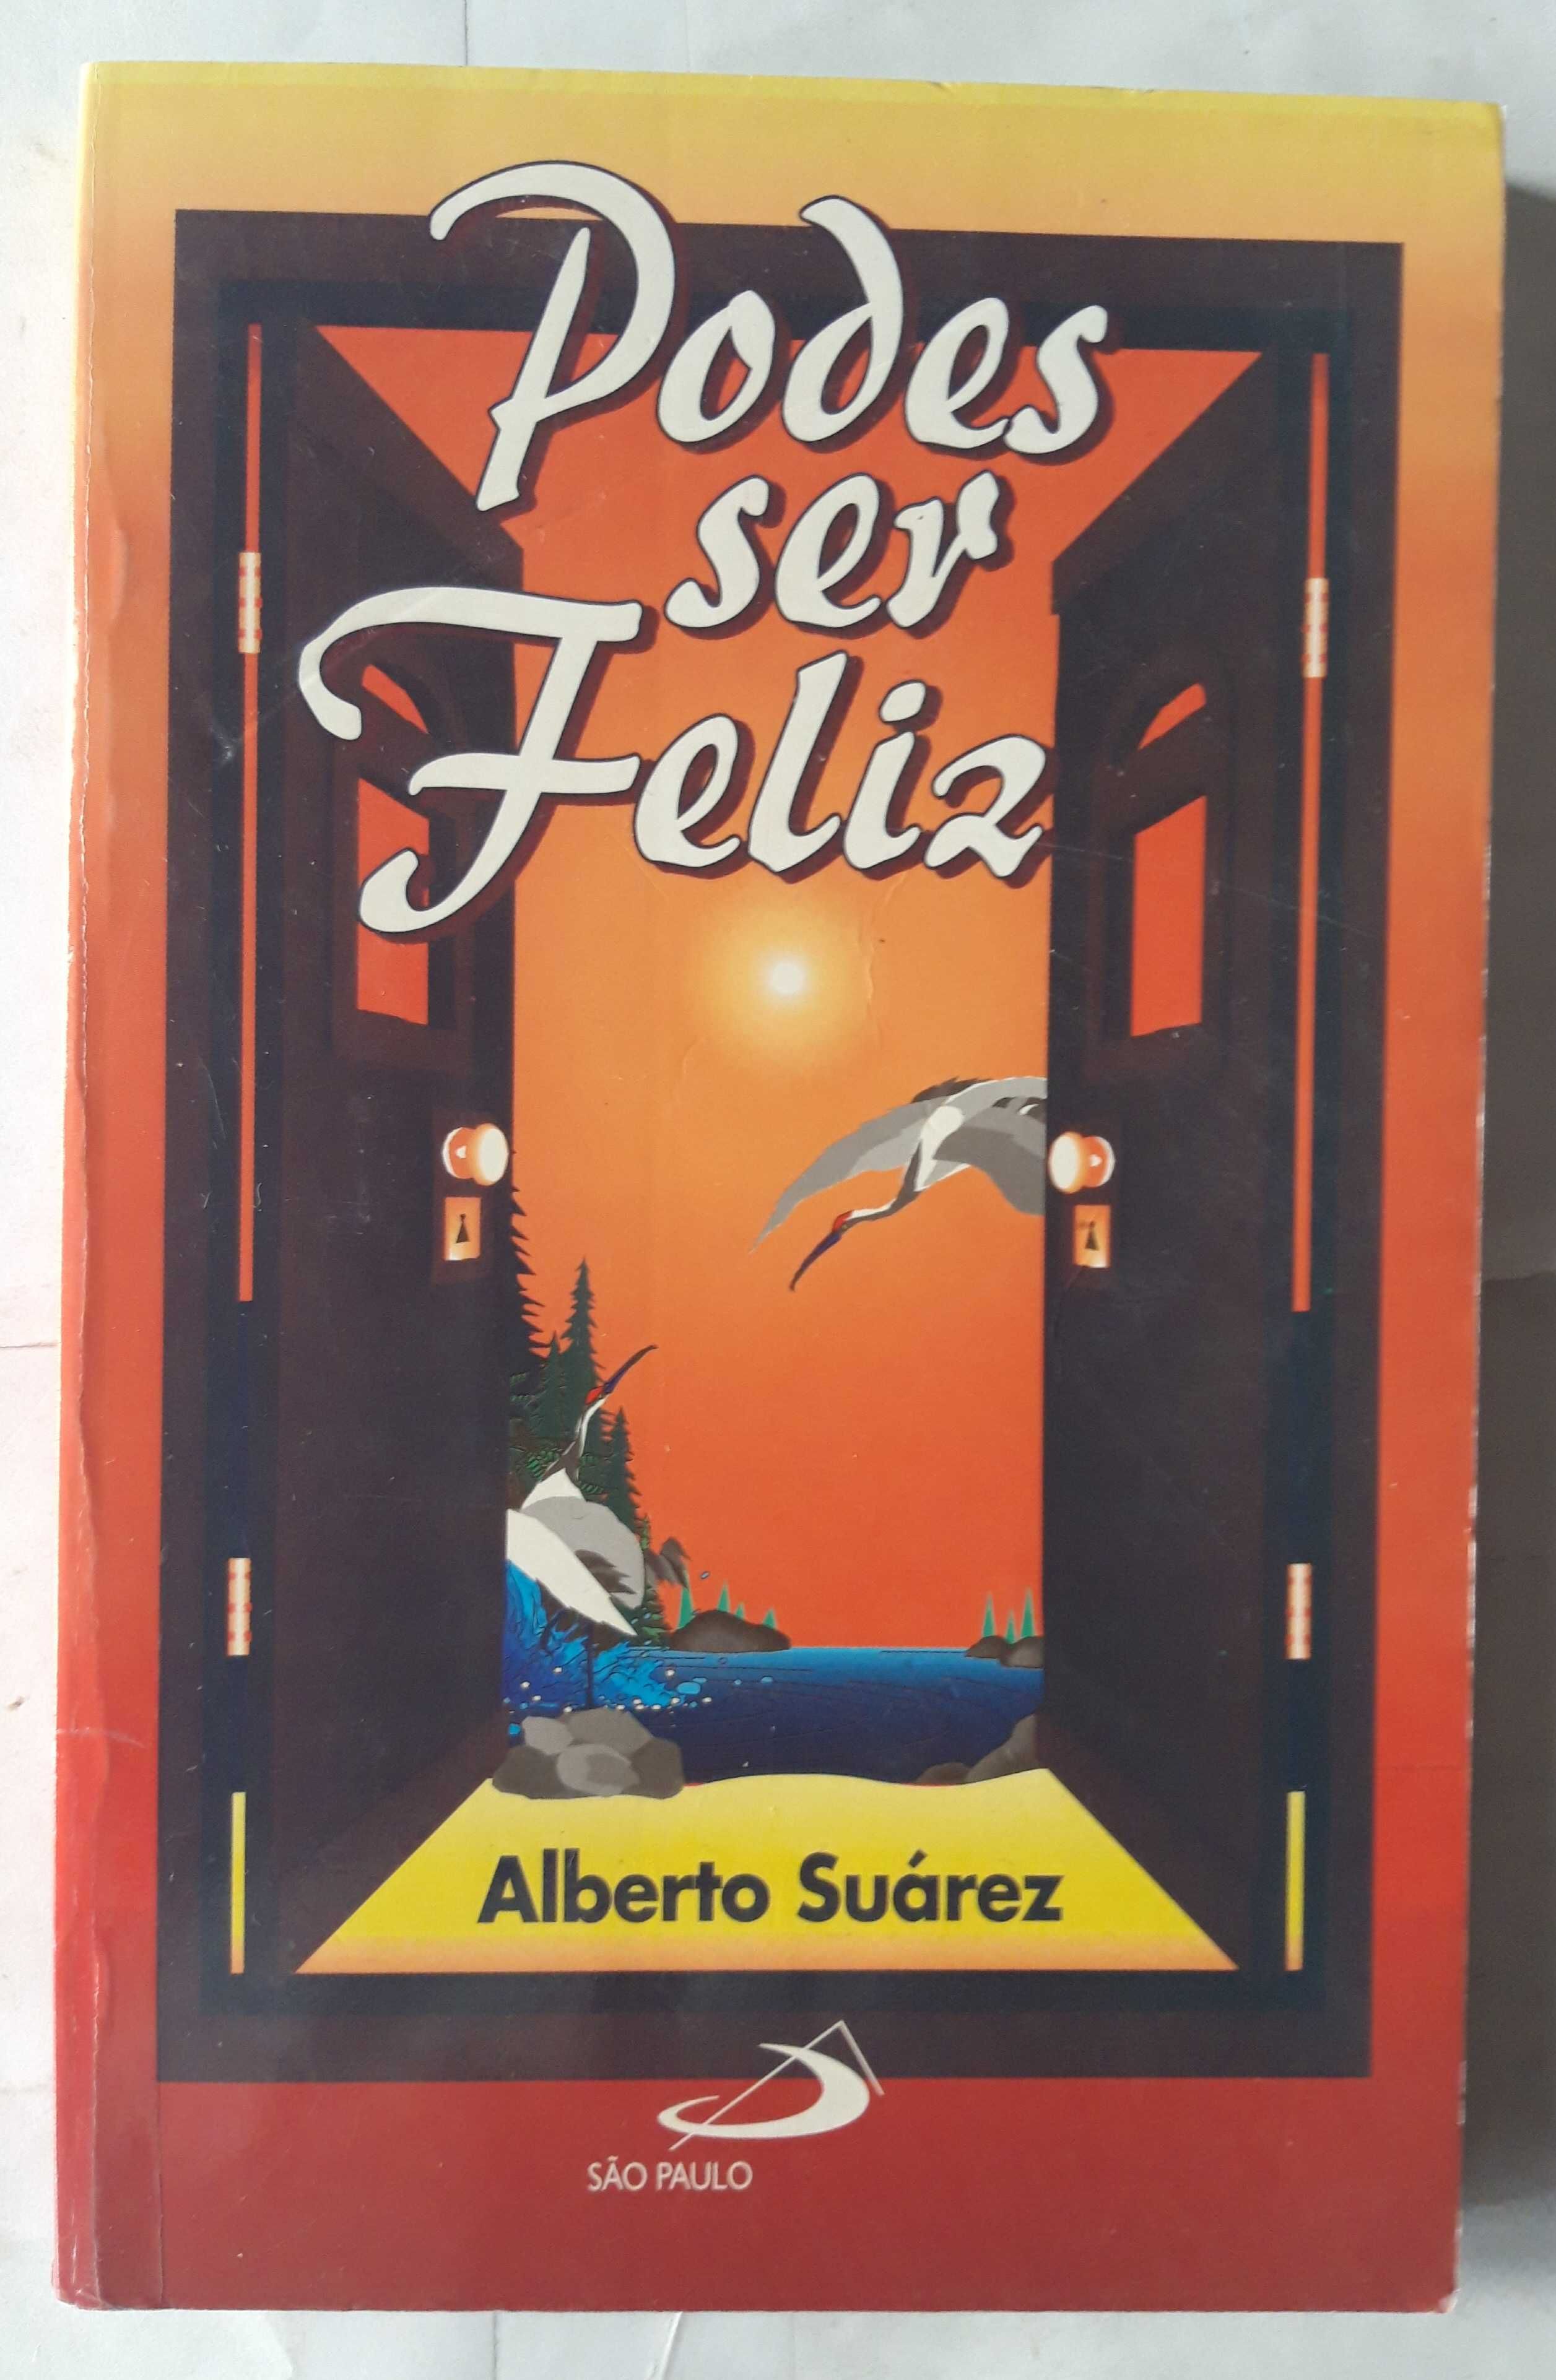 Podes
ser
Feliz
Alberto Suárez
SÃO PAULO